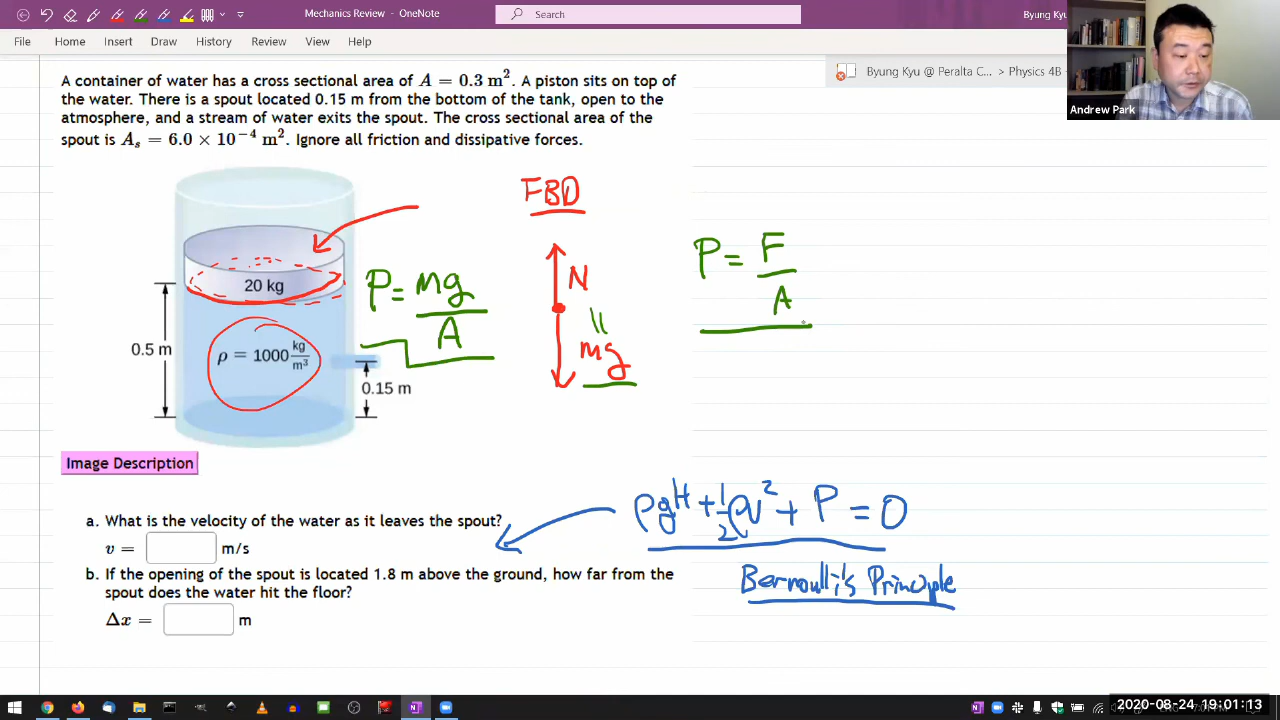 Mechanics Review - OneNote
Search
Byung Kyu
File Home Insert Draw History Review View Help
Byung Kyu @ Peralta C... > Physics 4B
Andrew Park
A container of water has a cross sectional area of A = 0.3 m². A piston sits on top of
the water. There is a spout located 0.15 m from the bottom of the tank, open to the
atmosphere, and a stream of water exits the spout. The cross sectional area of the
spout is Aₛ = 6.0 × 10⁻⁴ m². Ignore all friction and dissipative forces.
FBD
N
=
mg
P = F/A
P = mg/A
20 kg
0.5 m
ρ = 1000 kg/m³
0.15 m
Image Description
ρgH + ½ρv² + P = 0
Bernoulli's Principle
a. What is the velocity of the water as it leaves the spout?
v = m/s
b. If the opening of the spout is located 1.8 m above the ground, how far from the
spout does the water hit the floor?
Δx = m
2020-08-24 19:01:13